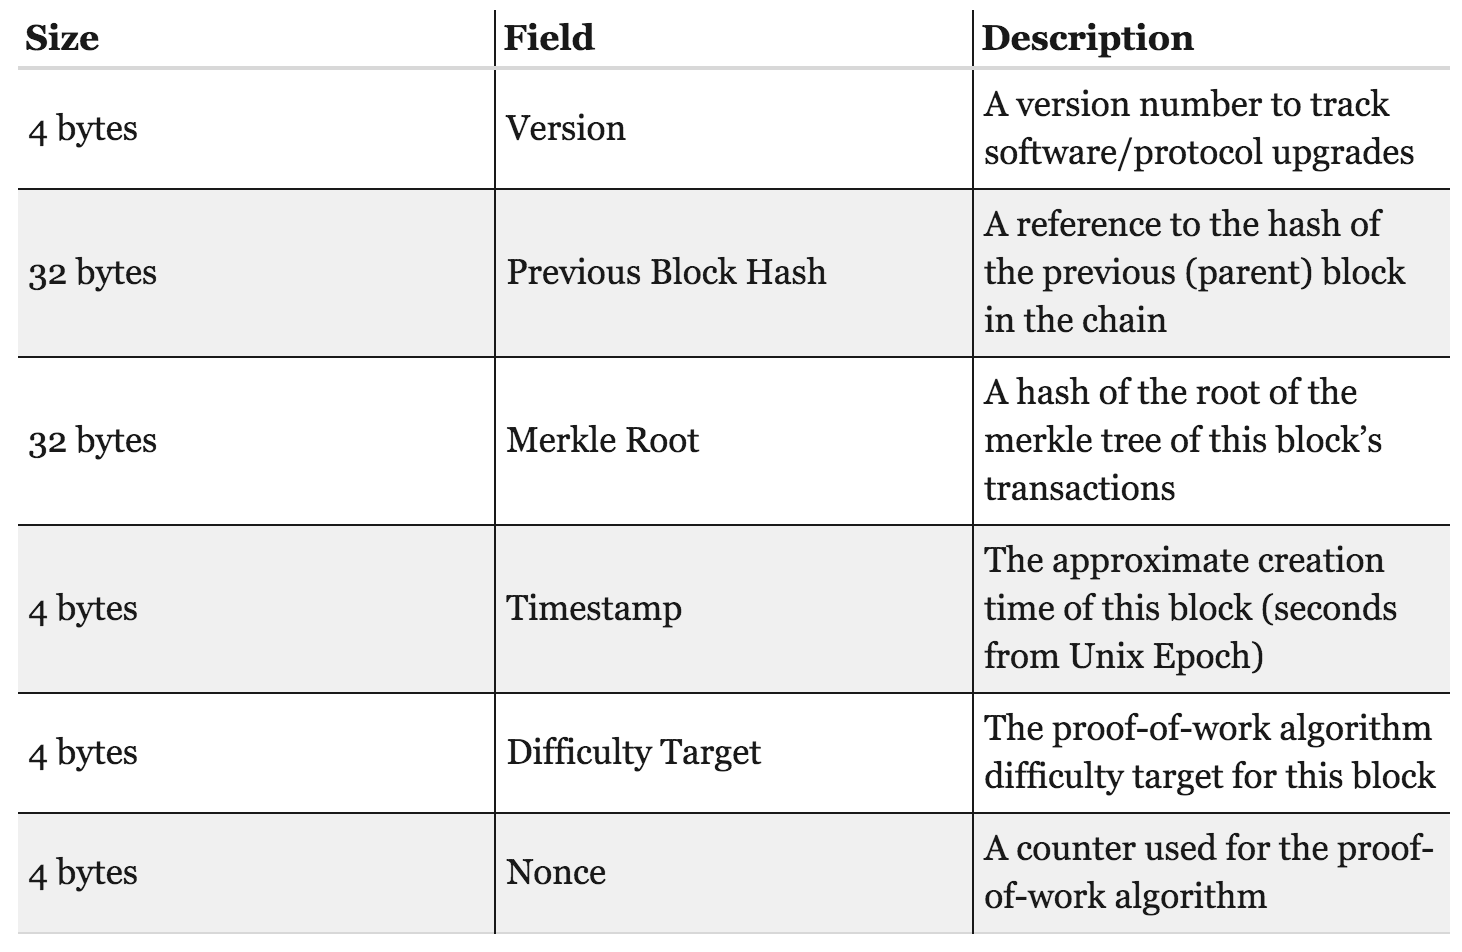 Size Field Description
4 bytes Version A version number to track
software/protocol upgrades
32 bytes Previous Block Hash A reference to the hash of
the previous (parent) block
in the chain
32 bytes Merkle Root A hash of the root of the
merkle tree of this block’s
transactions
4 bytes Timestamp The approximate creation
time of this block (seconds
from Unix Epoch)
4 bytes Difficulty Target The proof-of-work algorithm
difficulty target for this block
4 bytes Nonce A counter used for the proof-
of-work algorithm